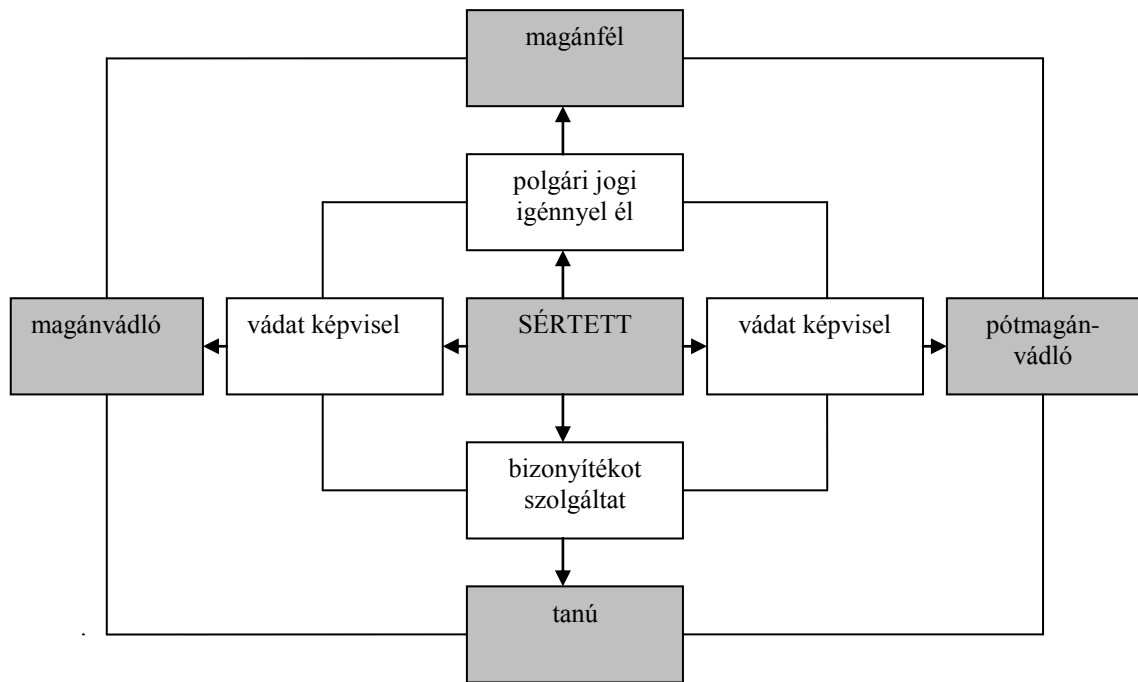 magánfél
polgári jogi
igénnyel él
magánvádló
vádat képvisel
SÉRTETT
vádat képvisel
pótmagán-
vádló
bizonyítékot
szolgáltat
tanú
.